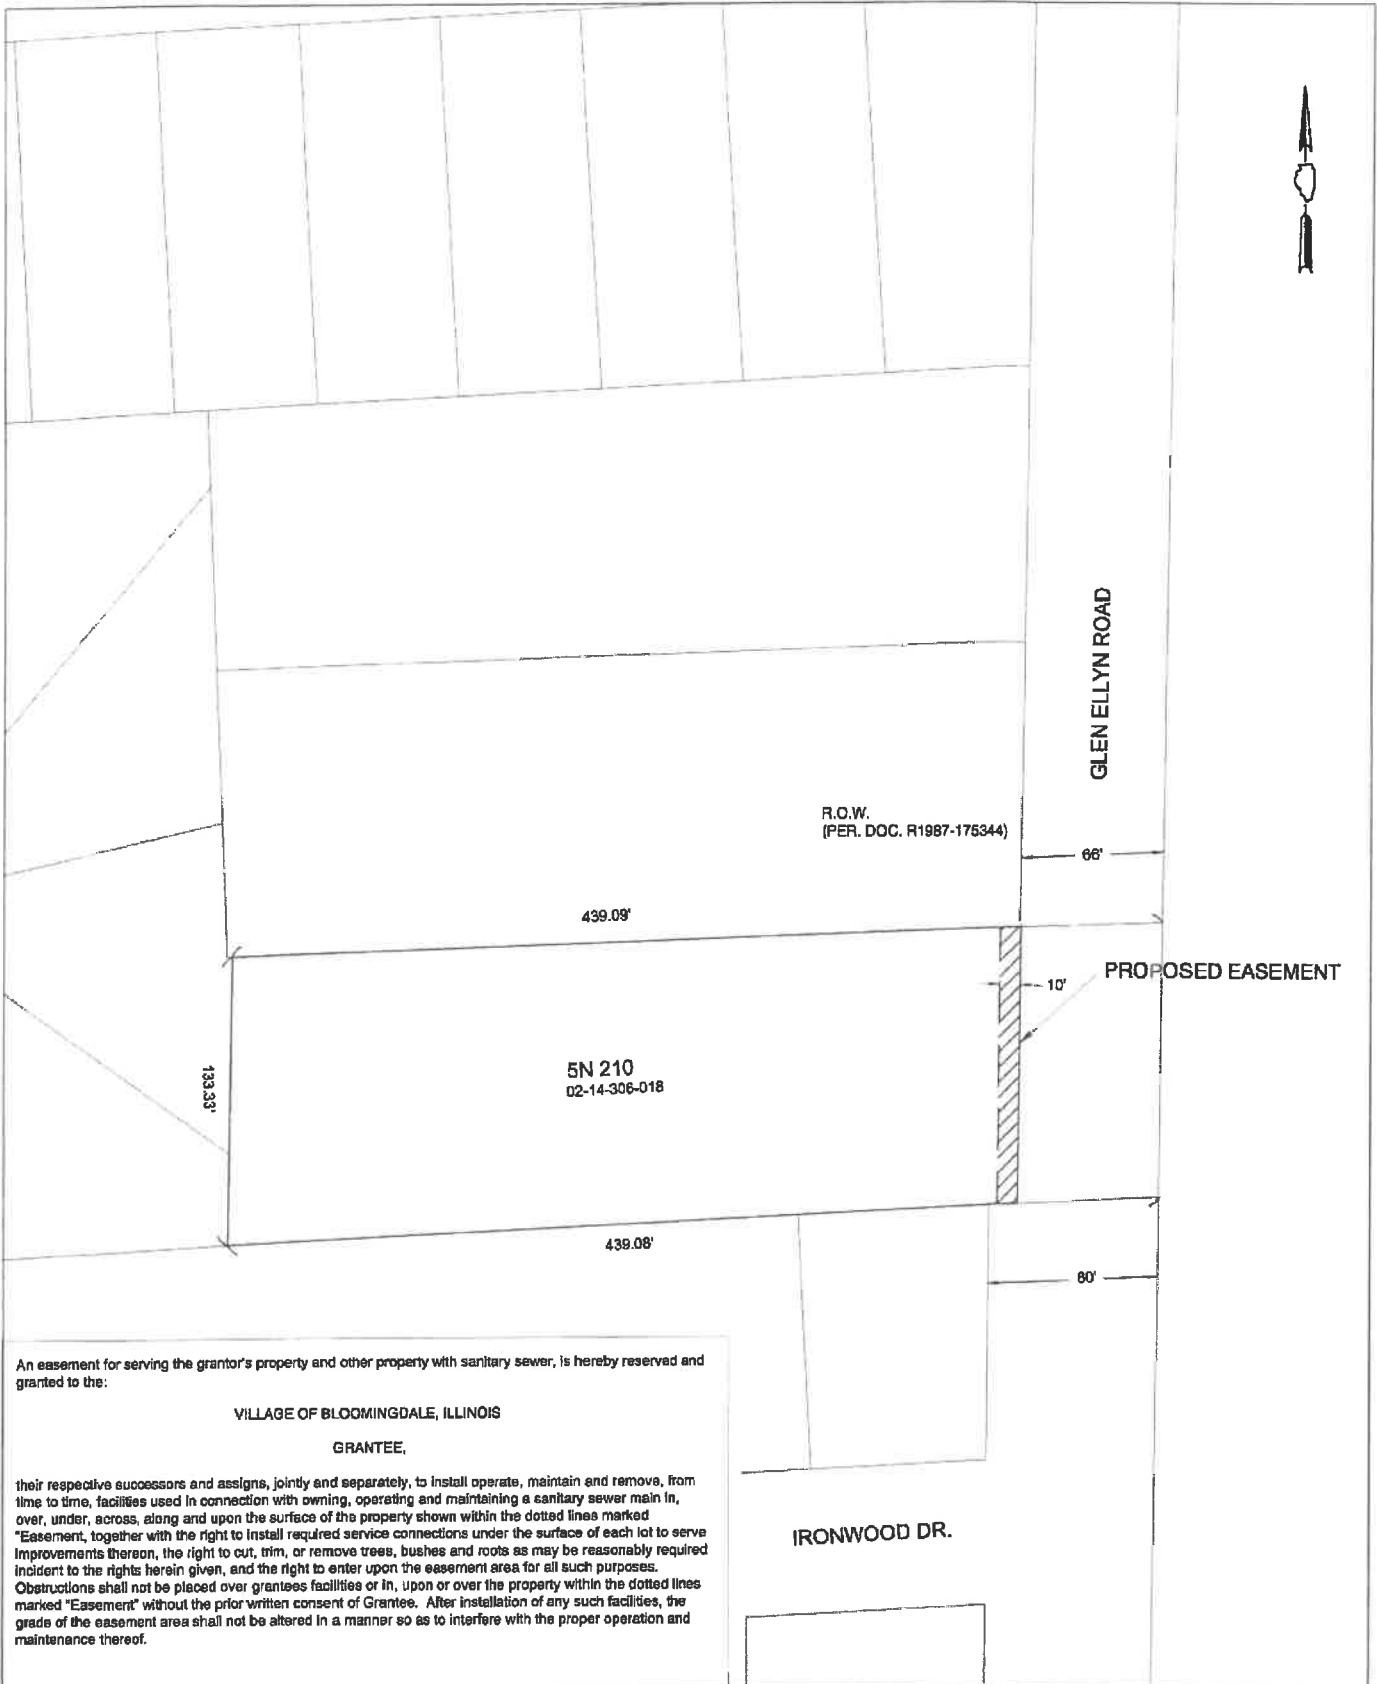 GLEN ELLYN ROAD
R.O.W.
(PER. DOC. R1987-175344)
66'
439.09'
PROPOSED EASEMENT
10'
5N 210
02-14-306-018
133.33'
439.08'
80'
An easement for serving the grantor's property and other property with sanitary sewer, is hereby reserved and
granted to the:
VILLAGE OF BLOOMINGDALE, ILLINOIS
GRANTEE,
their respective successors and assigns, jointly and separately, to install operate, maintain and remove, from
time to time, facilities used in connection with owning, operating and maintaining a sanitary sewer main in,
over, under, across, along and upon the surface of the property shown within the dotted lines marked
"Easement, together with the right to install required service connections under the surface of each lot to serve
improvements thereon, the right to cut, trim, or remove trees, bushes and roots as may be reasonably required
incident to the rights herein given, and the right to enter upon the easement area for all such purposes.
Obstructions shall not be placed over grantees facilities or in, upon or over the property within the dotted lines
marked "Easement" without the prior written consent of Grantee. After installation of any such facilities, the
grade of the easement area shall not be altered in a manner so as to interfere with the proper operation and
maintenance thereof.
IRONWOOD DR.